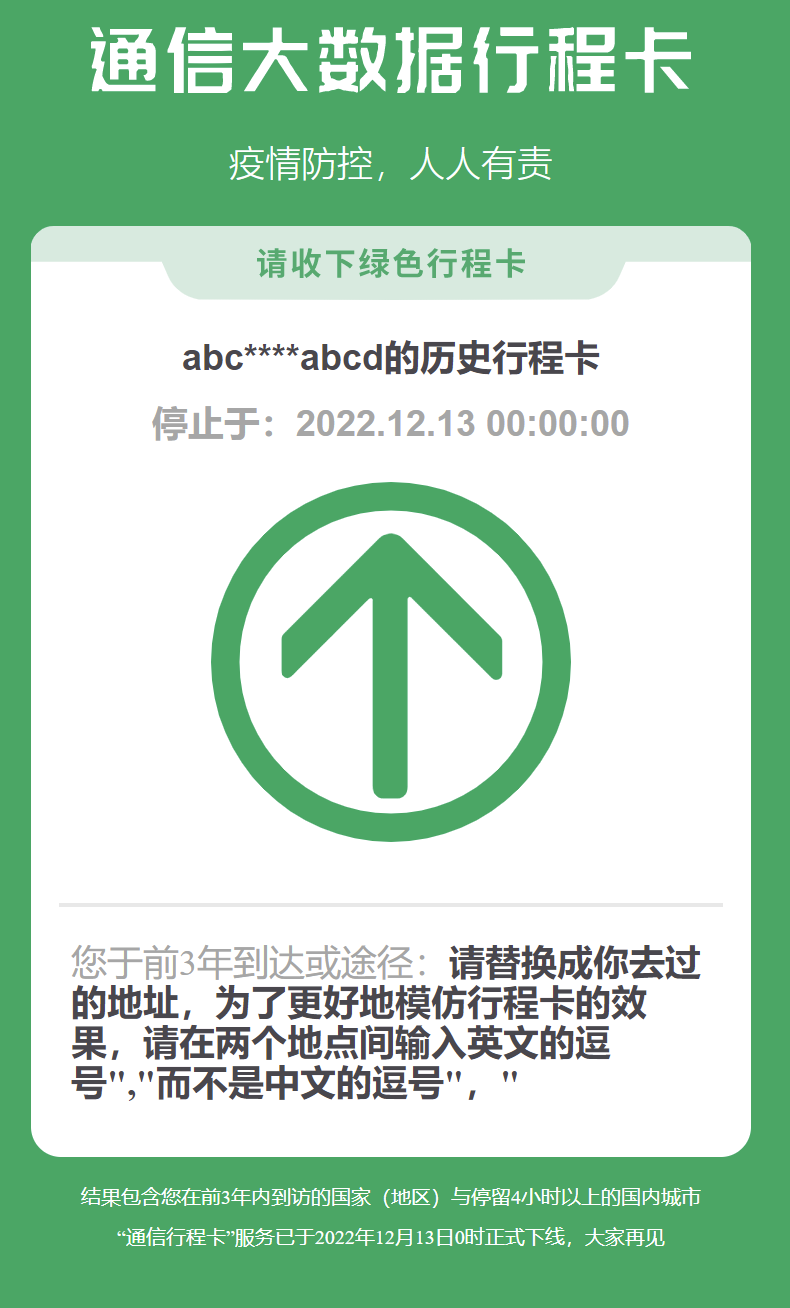 通信大数据行程卡
疫情防控，人人有责
请收下绿色行程卡
abc****abcd的历史行程卡
停止于：2022.12.13 00:00:00
您于前3年到达或途径：请替换成你去过
的地址，为了更好地模仿行程卡的效
果，请在两个地点间输入英文的逗
号","而不是中文的逗号"，"
结果包含您在前3年内到访的国家（地区）与停留4小时以上的国内城市
“通信行程卡”服务已于2022年12月13日0时正式下线，大家再见